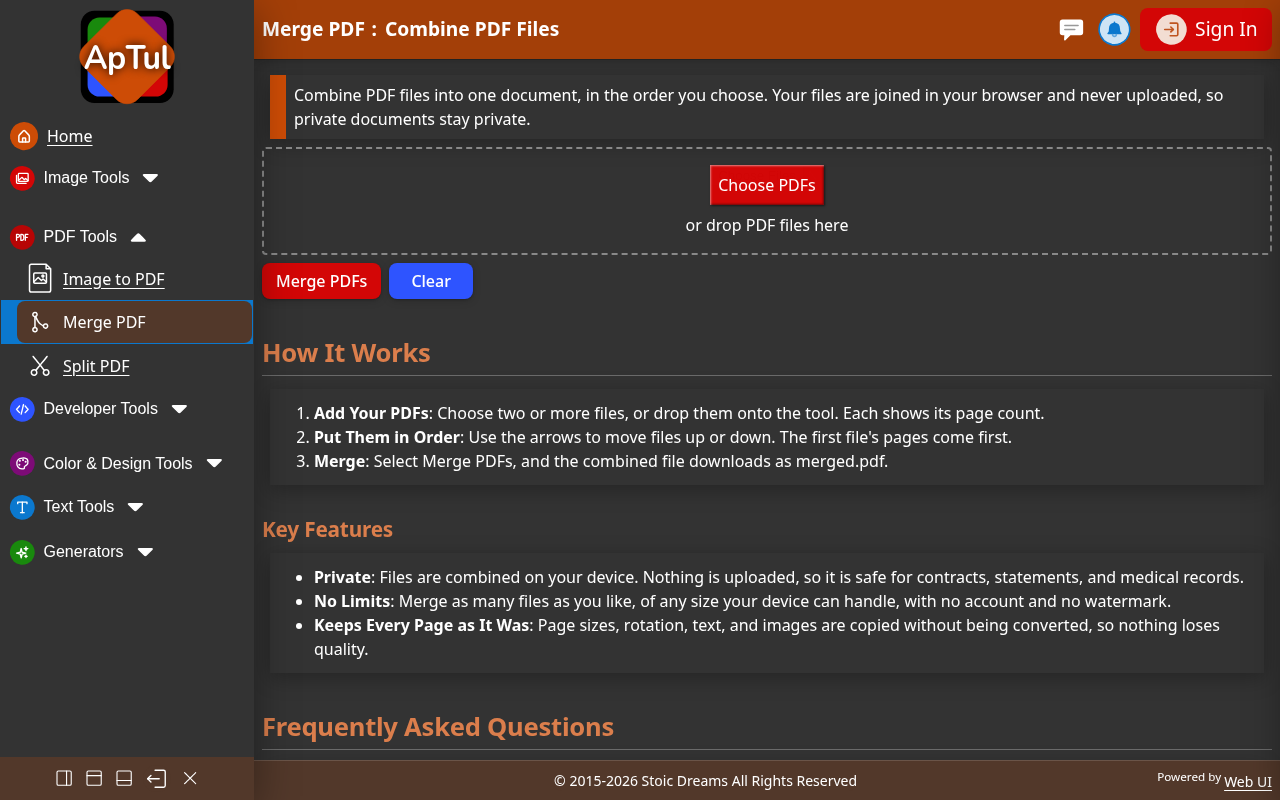 ApTul
Home
Image Tools
PDF
PDF Tools
Image to PDF
Merge PDF
Split PDF
Developer Tools
Color & Design Tools
Text Tools
Generators
Merge PDF : Combine PDF Files
Sign In
Combine PDF files into one document, in the order you choose. Your files are joined in your browser and never uploaded, so
private documents stay private.
Choose PDFs
or drop PDF files here
Merge PDFs
Clear
How It Works
1. Add Your PDFs: Choose two or more files, or drop them onto the tool. Each shows its page count.
2. Put Them in Order: Use the arrows to move files up or down. The first file's pages come first.
3. Merge: Select Merge PDFs, and the combined file downloads as merged.pdf.
Key Features
• Private: Files are combined on your device. Nothing is uploaded, so it is safe for contracts, statements, and medical records.
• No Limits: Merge as many files as you like, of any size your device can handle, with no account and no watermark.
• Keeps Every Page as It Was: Page sizes, rotation, text, and images are copied without being converted, so nothing loses
quality.
Frequently Asked Questions
© 2015-2026 Stoic Dreams All Rights Reserved
Powered by Web UI